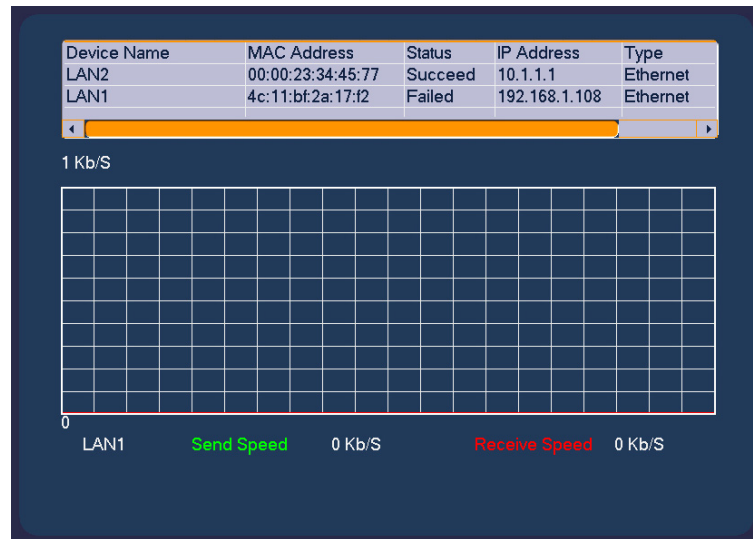 Device Name MAC Address Status IP Address Type
LAN2 00:00:23:34:45:77 Succeed 10.1.1.1 Ethernet
LAN1 4c:11:bf:2a:17:f2 Failed 192.168.1.108 Ethernet
1 Kb/S
0
LAN1 Send Speed 0 Kb/S Receive Speed 0 Kb/S